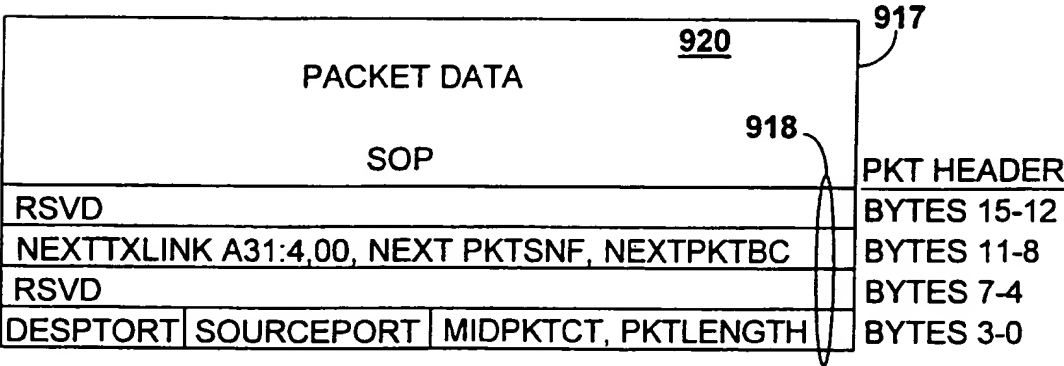 917
920
PACKET DATA
918
SOP
PKT HEADER
RSVD BYTES 15-12
NEXTTXLINK A31:4,00, NEXT PKTSNF, NEXTPKTBC BYTES 11-8
RSVD BYTES 7-4
DESPTORT SOURCEPORT MIDPKTCT, PKTLENGTH BYTES 3-0